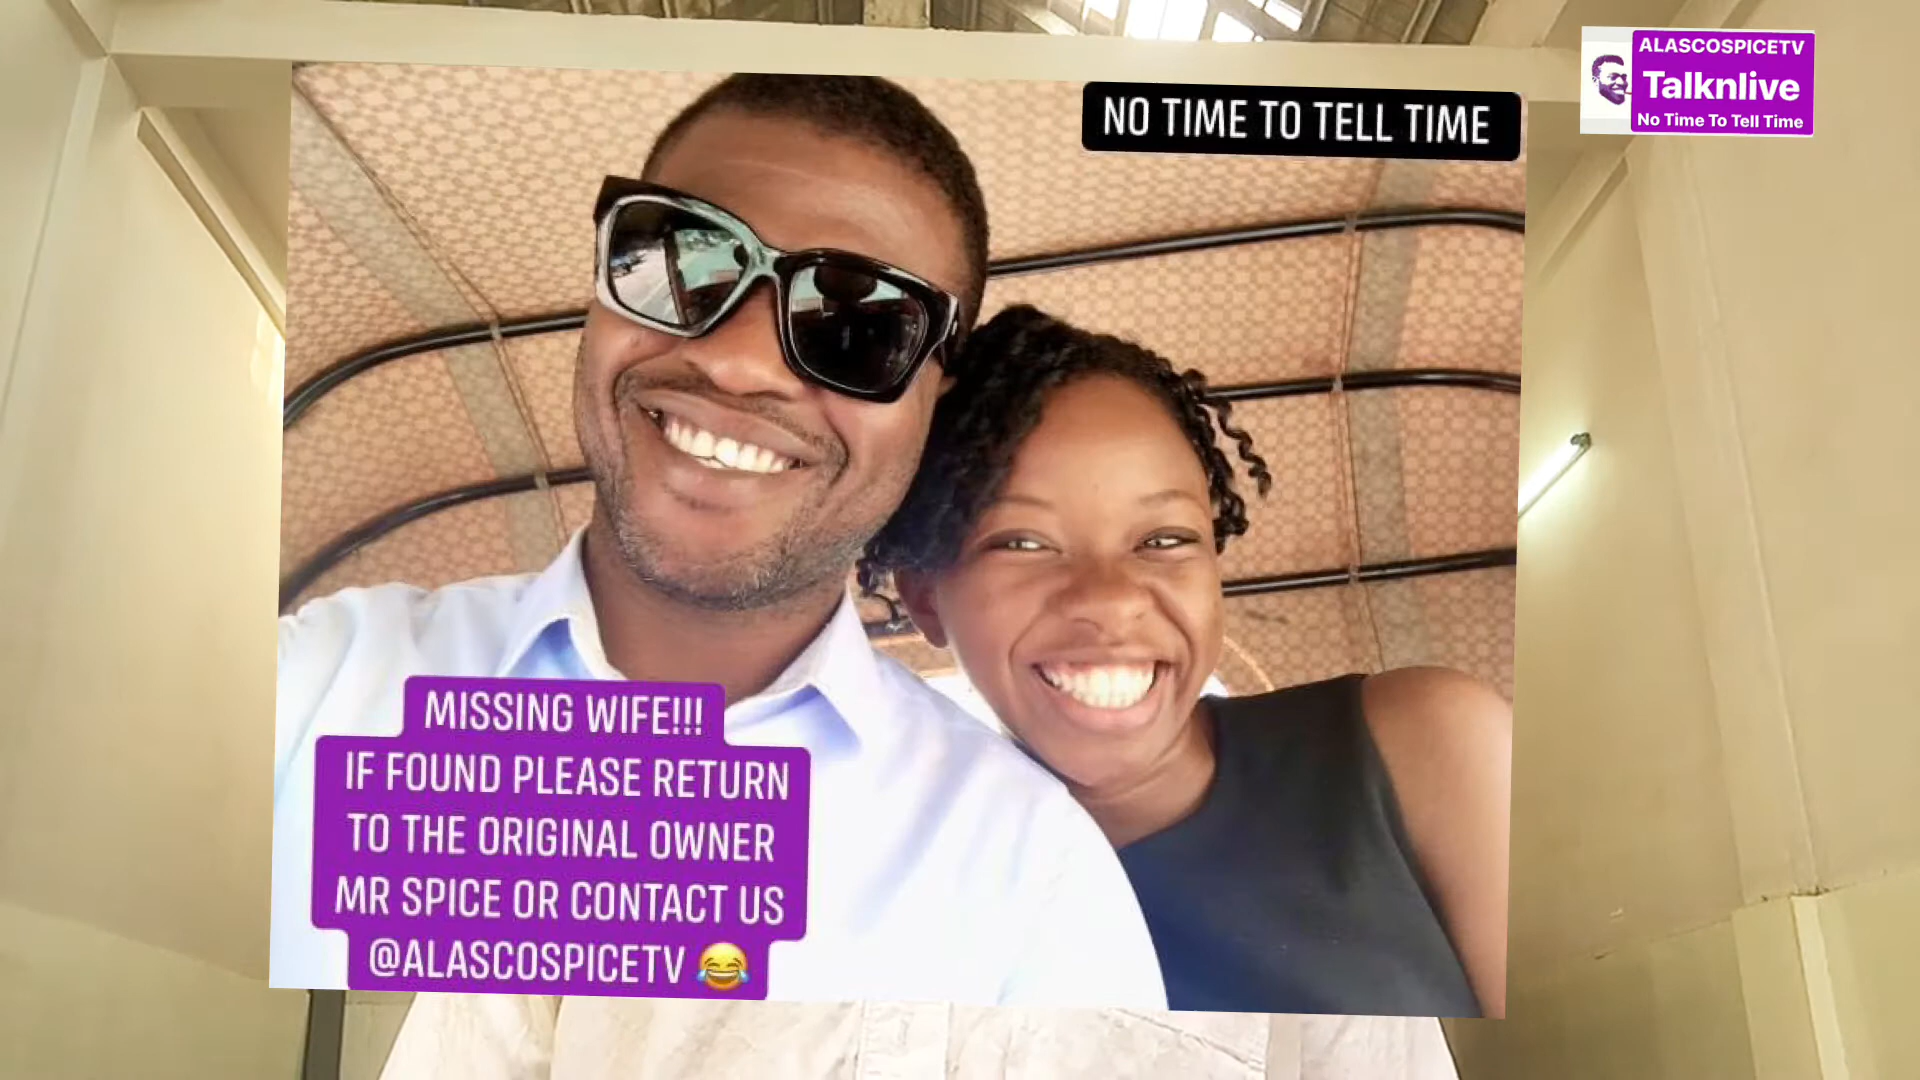 NO TIME TO TELL TIME
ALASCOSPICETV
Talknlive
No Time To Tell Time
MISSING WIFE!!!
IF FOUND PLEASE RETURN
TO THE ORIGINAL OWNER
MR SPICE OR CONTACT US
@ALASCOSPICETV 😂